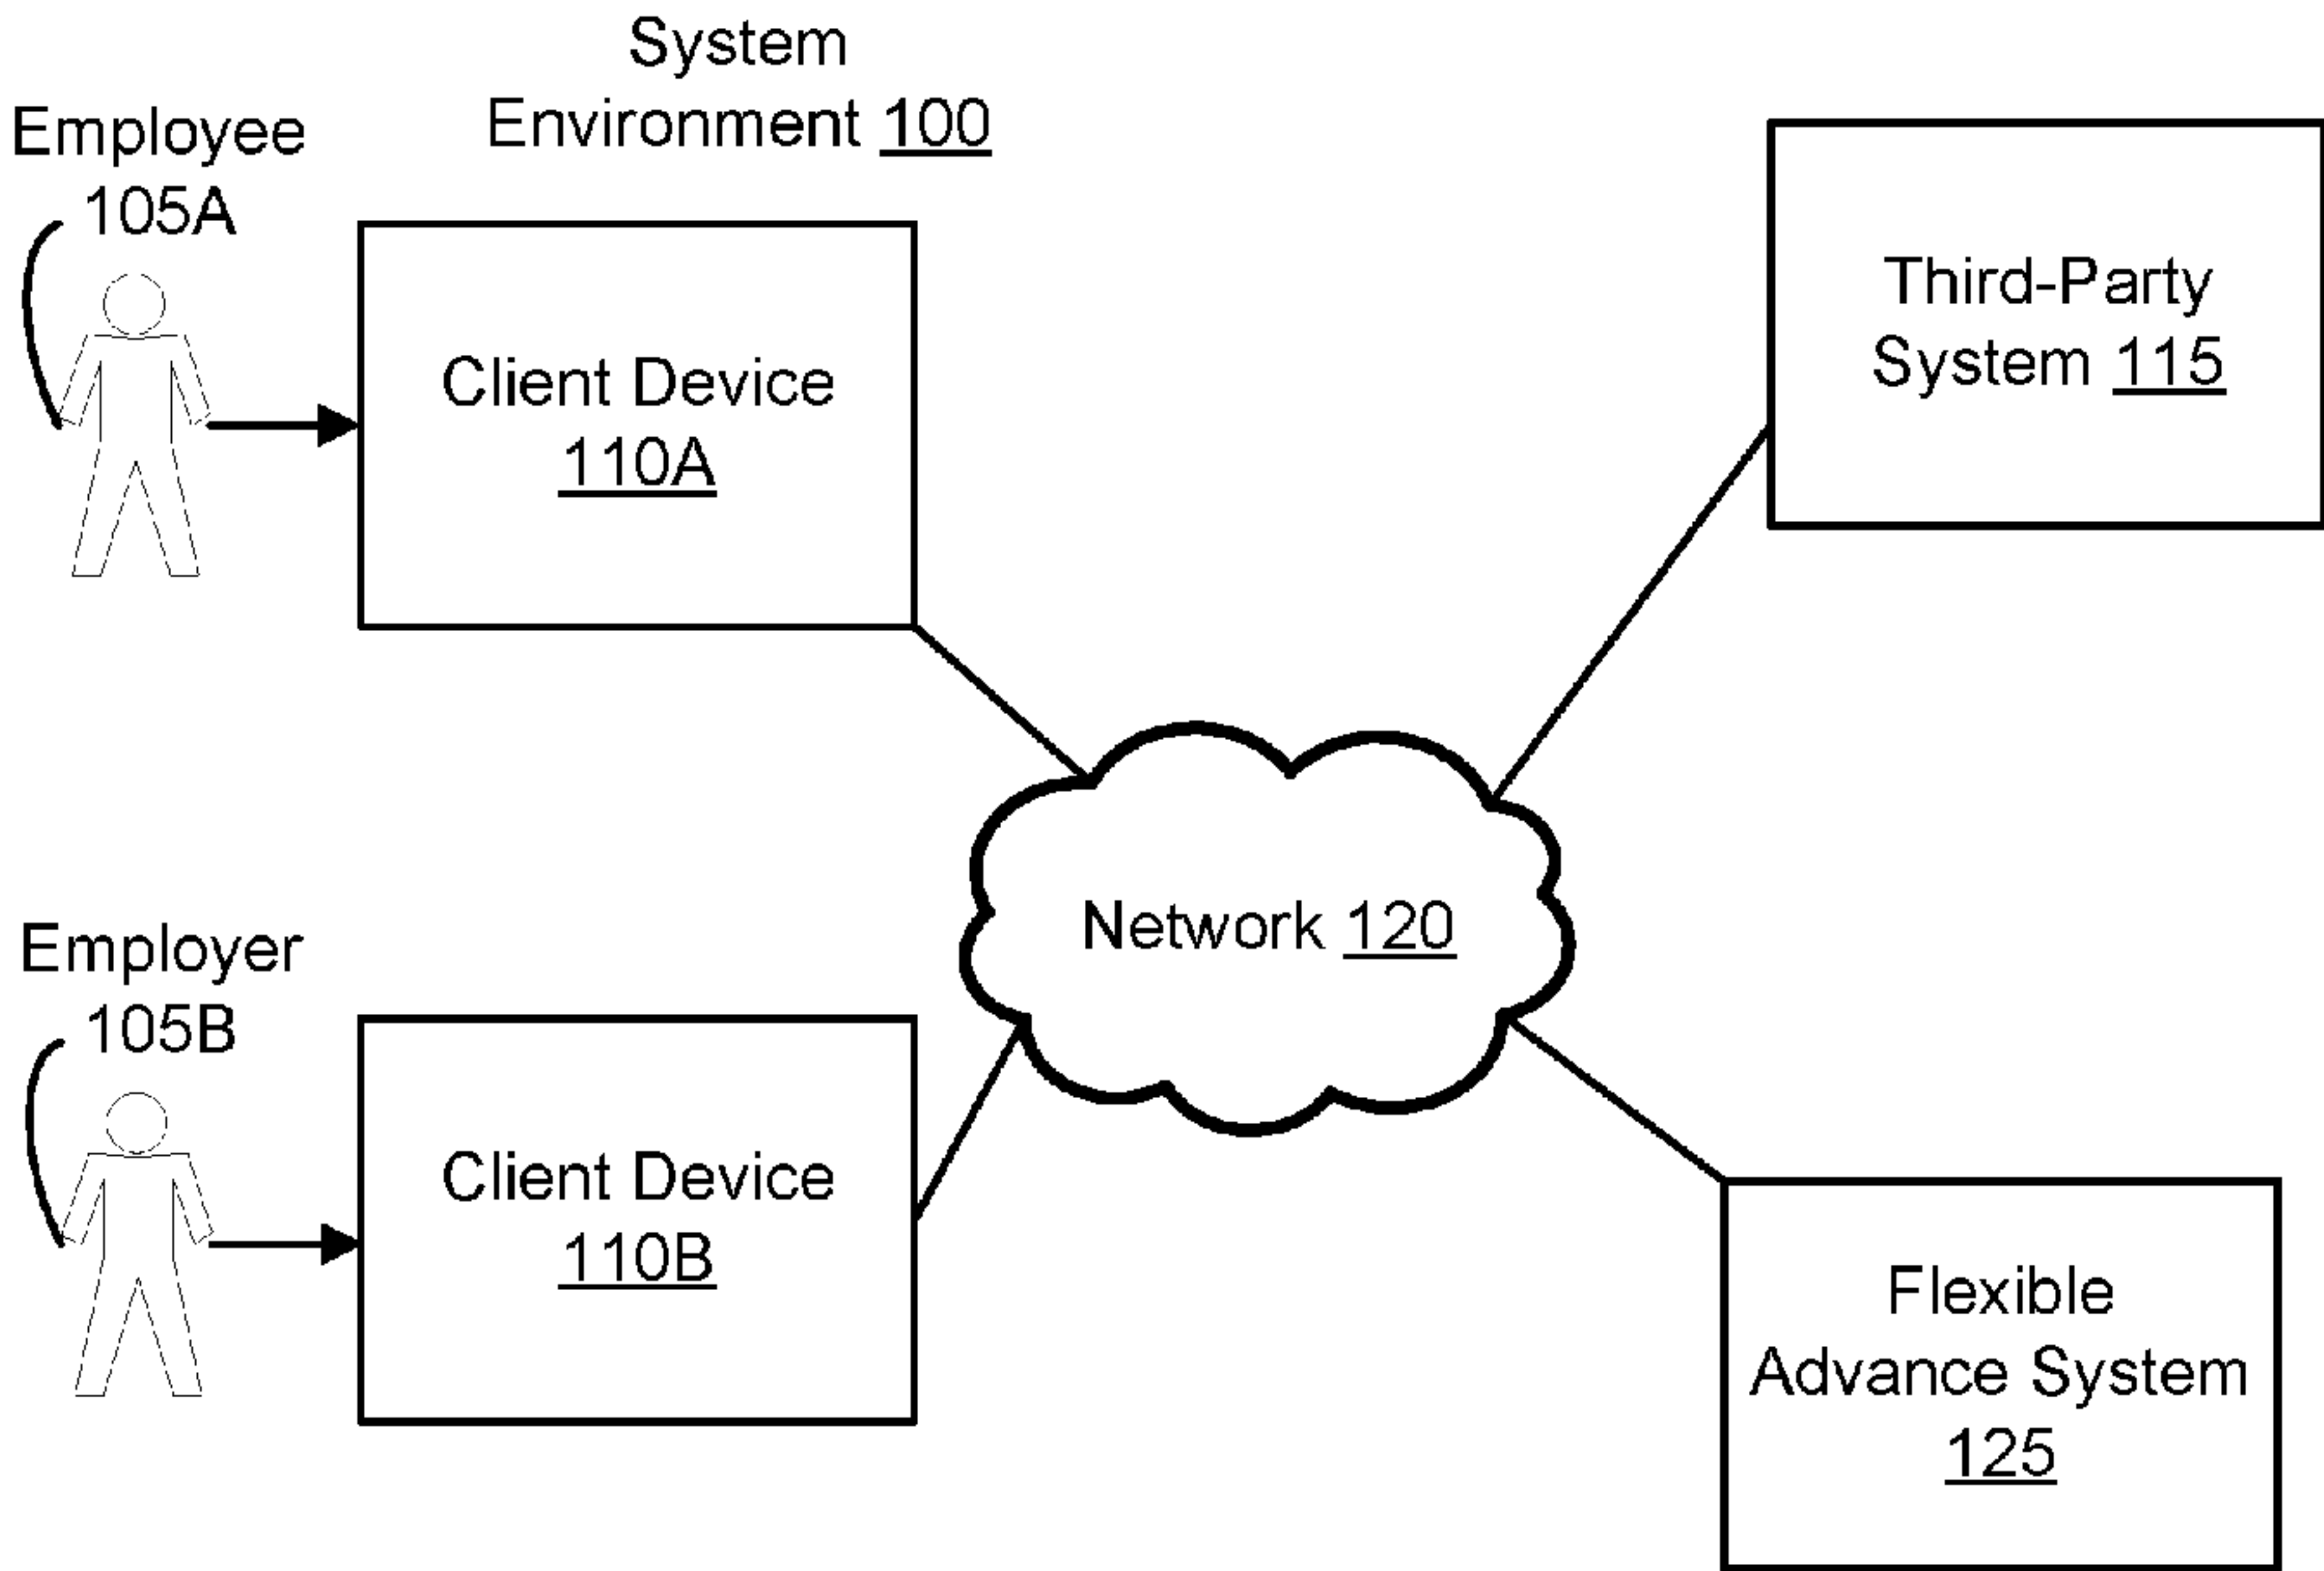 System
Environment 100
Employee
105A
Client Device
110A
Third-Party
System 115
Network 120
Employer
105B
Client Device
110B
Flexible
Advance System
125